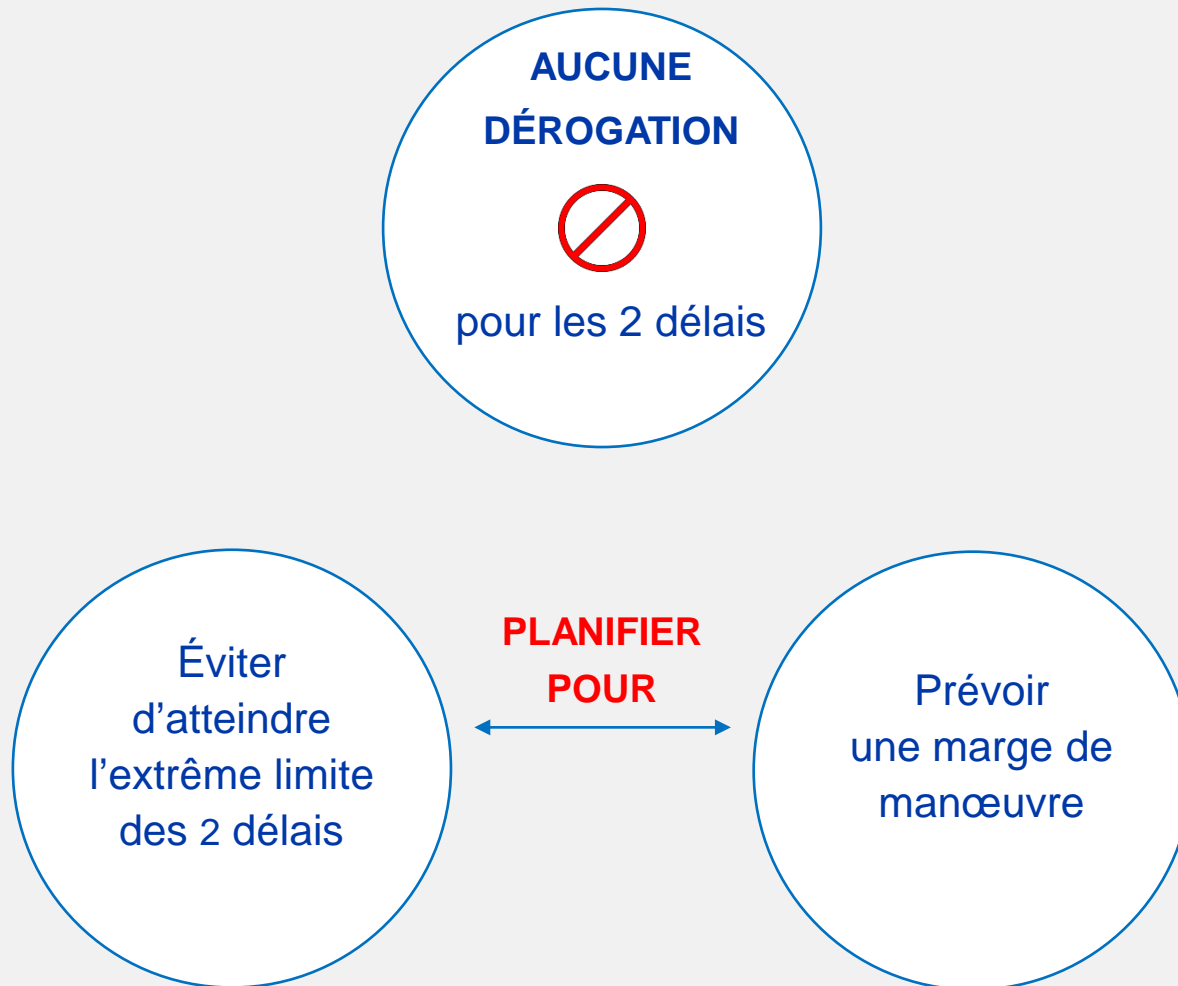 AUCUNE
DÉROGATION
pour les 2 délais
Éviter
d’atteindre
l’extrême limite
des 2 délais
PLANIFIER
POUR
Prévoir
une marge de
manœuvre